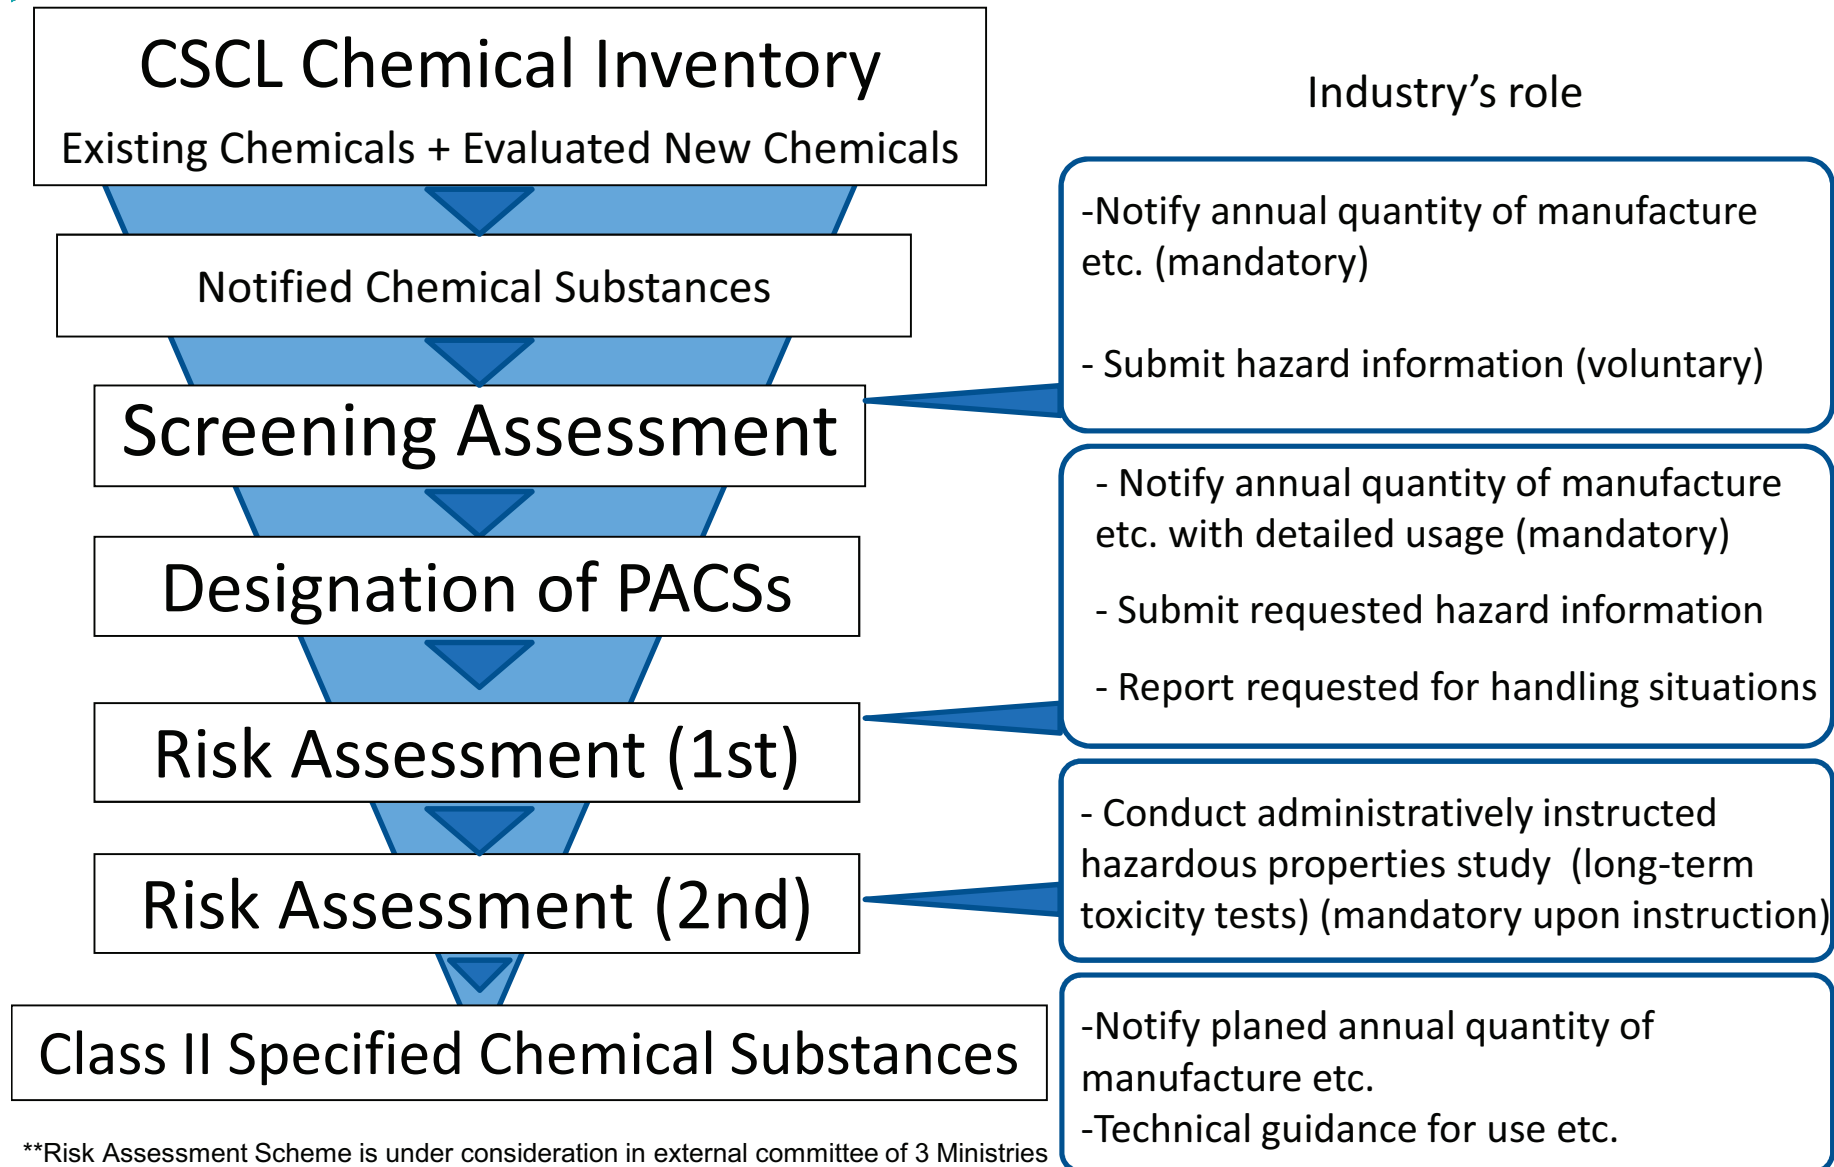 CSCL Chemical Inventory
Existing Chemicals + Evaluated New Chemicals
Notified Chemical Substances
Screening Assessment
Designation of PACSs
Risk Assessment (1st)
Risk Assessment (2nd)
Class II Specified Chemical Substances
**Risk Assessment Scheme is under consideration in external committee of 3 Ministries
Industry’s role
-Notify annual quantity of manufacture
etc. (mandatory)
- Submit hazard information (voluntary)
- Notify annual quantity of manufacture
etc. with detailed usage (mandatory)
- Submit requested hazard information
- Report requested for handling situations
- Conduct administratively instructed
hazardous properties study (long-term
toxicity tests) (mandatory upon instruction)
-Notify planed annual quantity of
manufacture etc.
-Technical guidance for use etc.